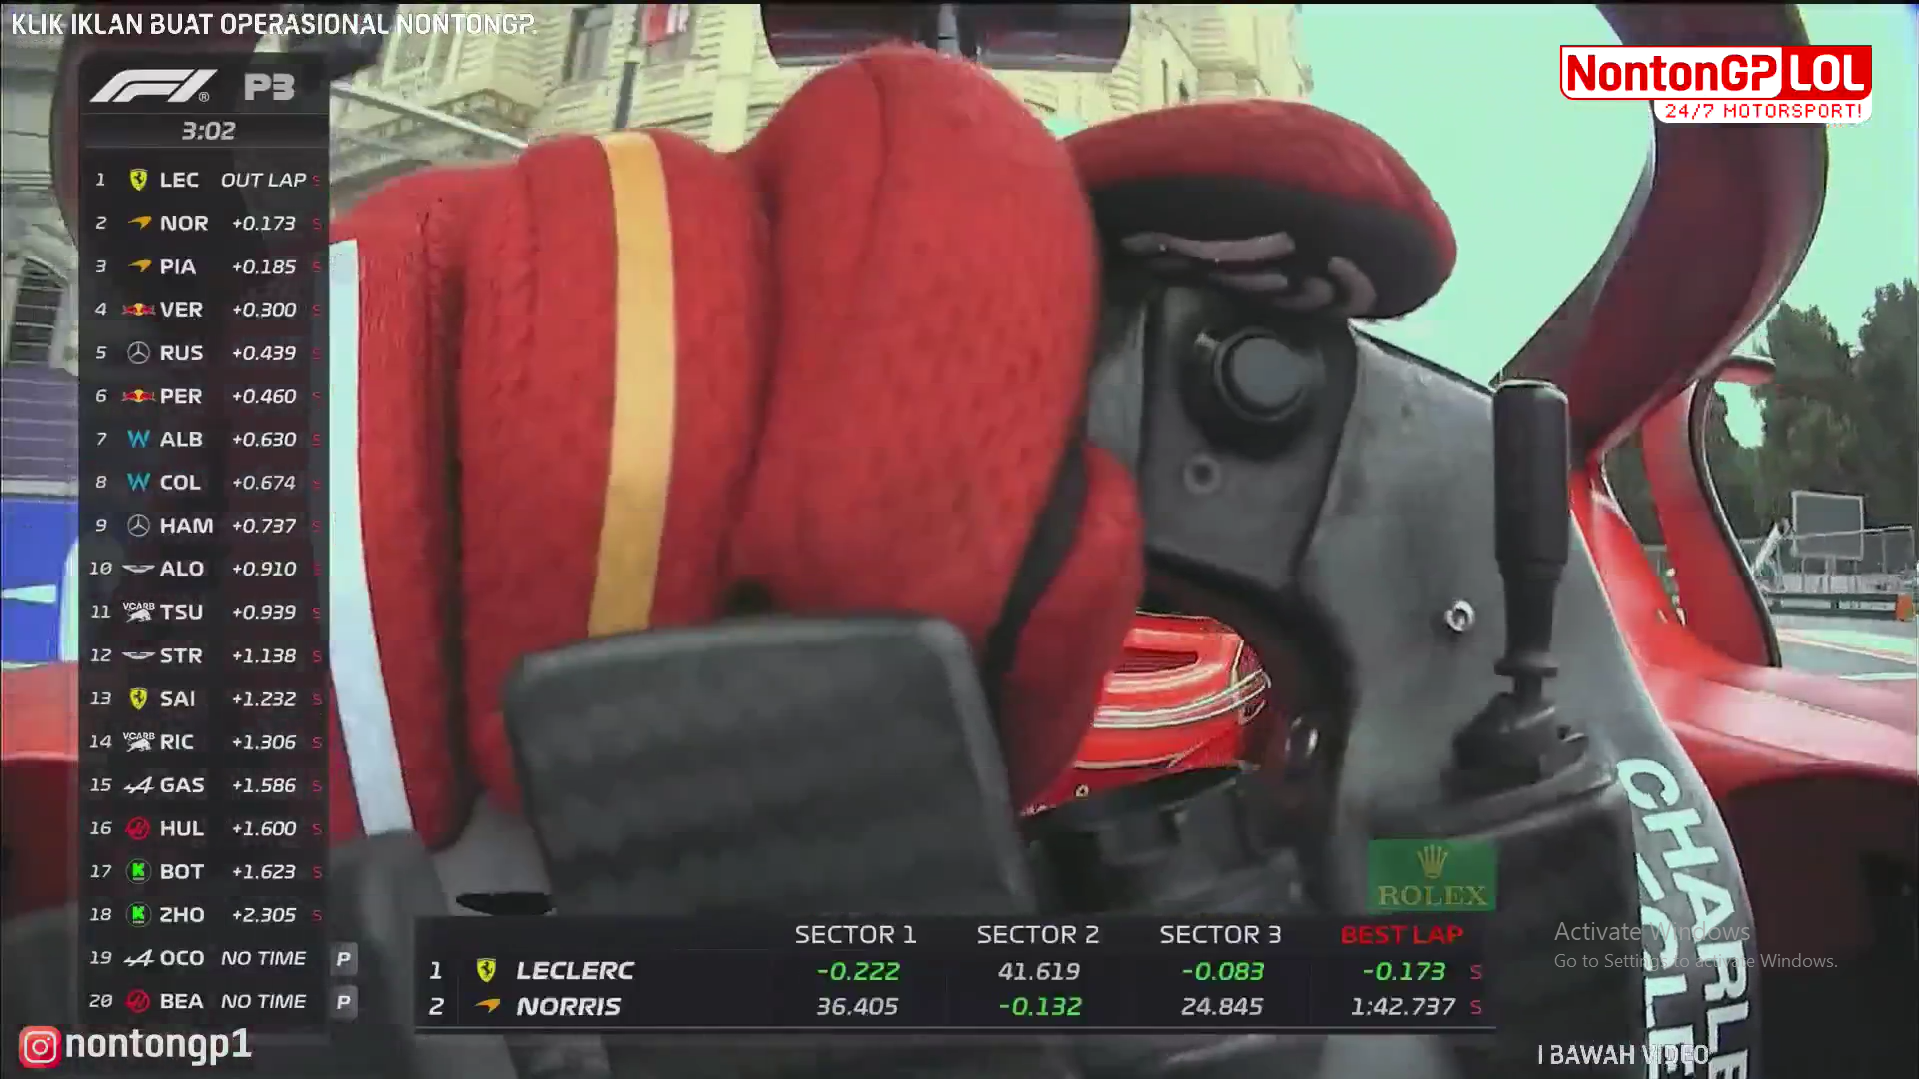 KLIK IKLAN BUAT OPERASIONAL NONTONGP.
NontonGP LOL
24/7 MOTORSPORT!
F1 P3
3:02
1 LEC OUT LAP S
2 NOR +0.173 S
3 PIA +0.185 S
4 VER +0.300 S
5 RUS +0.439 S
6 PER +0.460 S
7 ALB +0.630 S
8 COL +0.674 S
9 HAM +0.737 S
10 ALO +0.910 S
11 VCARB TSU +0.939 S
12 STR +1.138 S
13 SAI +1.232 S
14 VCARB RIC +1.306 S
15 GAS +1.586 S
16 HUL +1.600 S
17 BOT +1.623 S
18 ZHO +2.305 S
19 OCO NO TIME P
20 BEA NO TIME P
ROLEX
SECTOR 1 SECTOR 2 SECTOR 3 BEST LAP
1 LECLERC -0.222 41.619 -0.083 -0.173 S
2 NORRIS 36.405 -0.132 24.845 1:42.737 S
CHARLE
Activate Windows
Go to Settings to activate Windows.
nontongp1
I BAWAH VIDEO